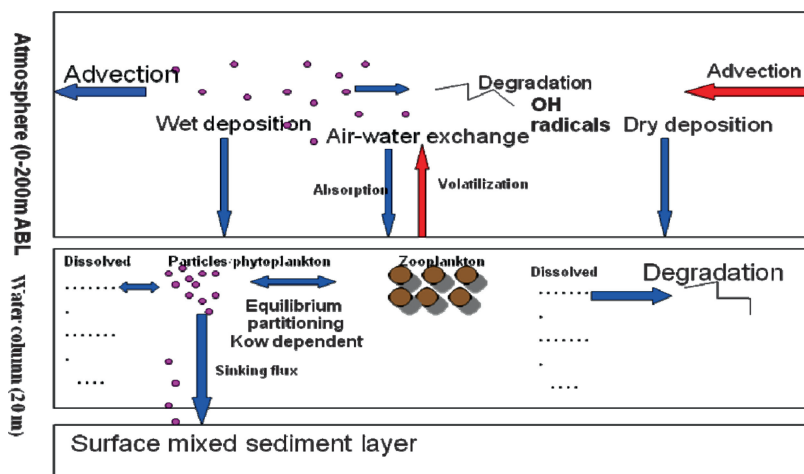 Atmosphere (0-200m ABL
Advection
Degradation
OH
radicals
Advection
Wet deposition
Air-water exchange
Dry deposition
Absorption
Volatilization
Water column (20 m)
Dissolved
Particles-phytoplankton
Zooplankton
Dissolved
Degradation
Equilibrium
partitioning
Kow dependent
Sinking flux
Surface mixed sediment layer